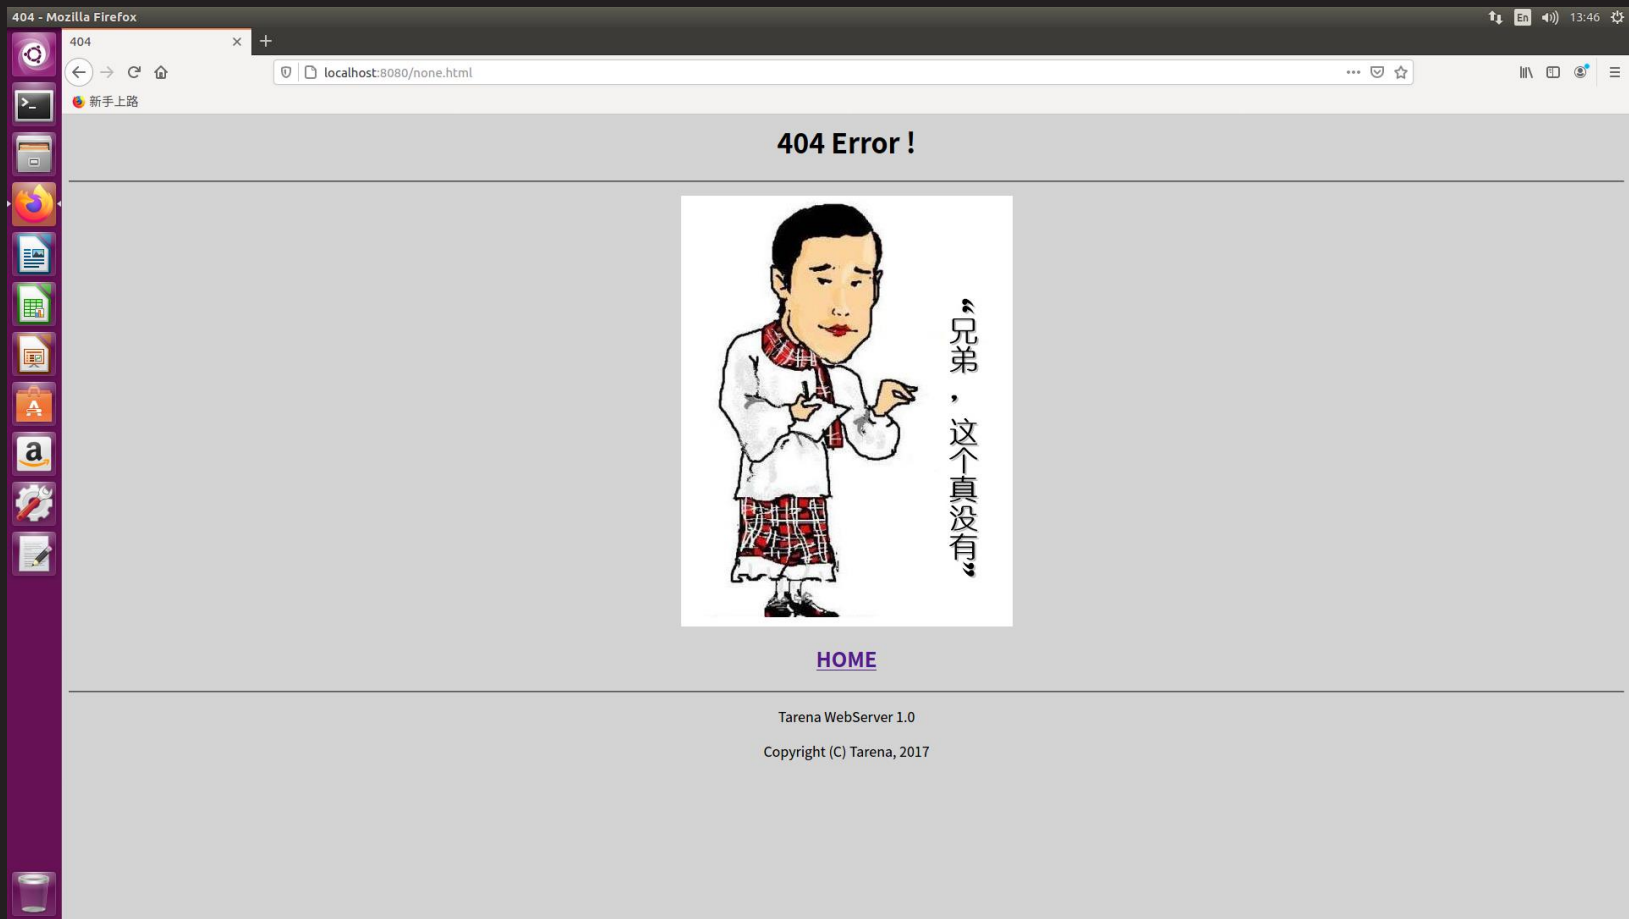 404 - Mozilla Firefox
En
13:46
404
localhost:8080/none.html
新手上路
404 Error !
“兄弟，这个真没有”
HOME
Tarena WebServer 1.0
Copyright (C) Tarena, 2017